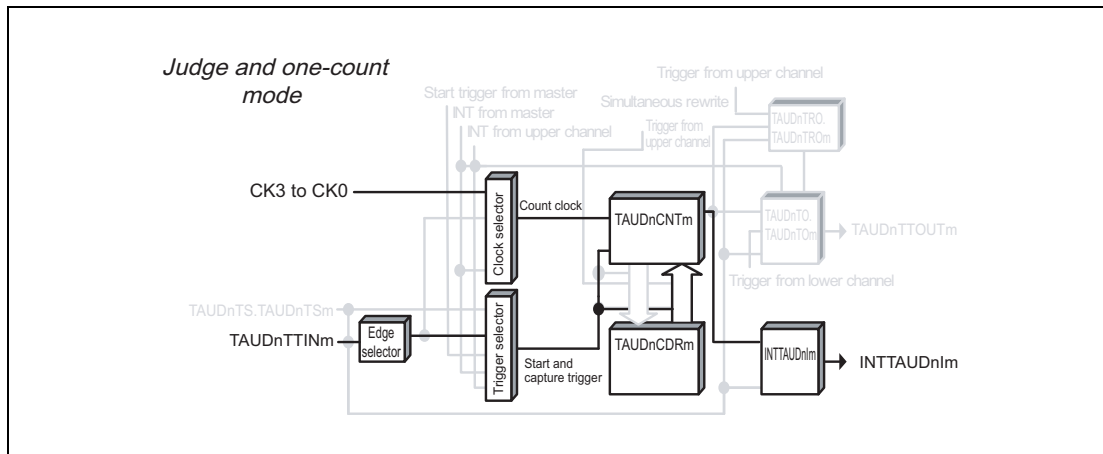 Judge and one-count
mode
Trigger from upper channel
Start trigger from master
Simultaneous rewrite
INT from master
Trigger from
upper channel
INT from upper channel
TAUDnTRO.
TAUDnTROm
CK3 to CK0
Clock selector
Count clock
TAUDnCNTm
TAUDnTO.
TAUDnTOm
TAUDnTTOUTm
Trigger from lower channel
TAUDnTS.TAUDnTSm
TAUDnTTINm
Edge
selector
Trigger selector
Start and
capture trigger
TAUDnCDRm
INTTAUDnIm
INTTAUDnIm